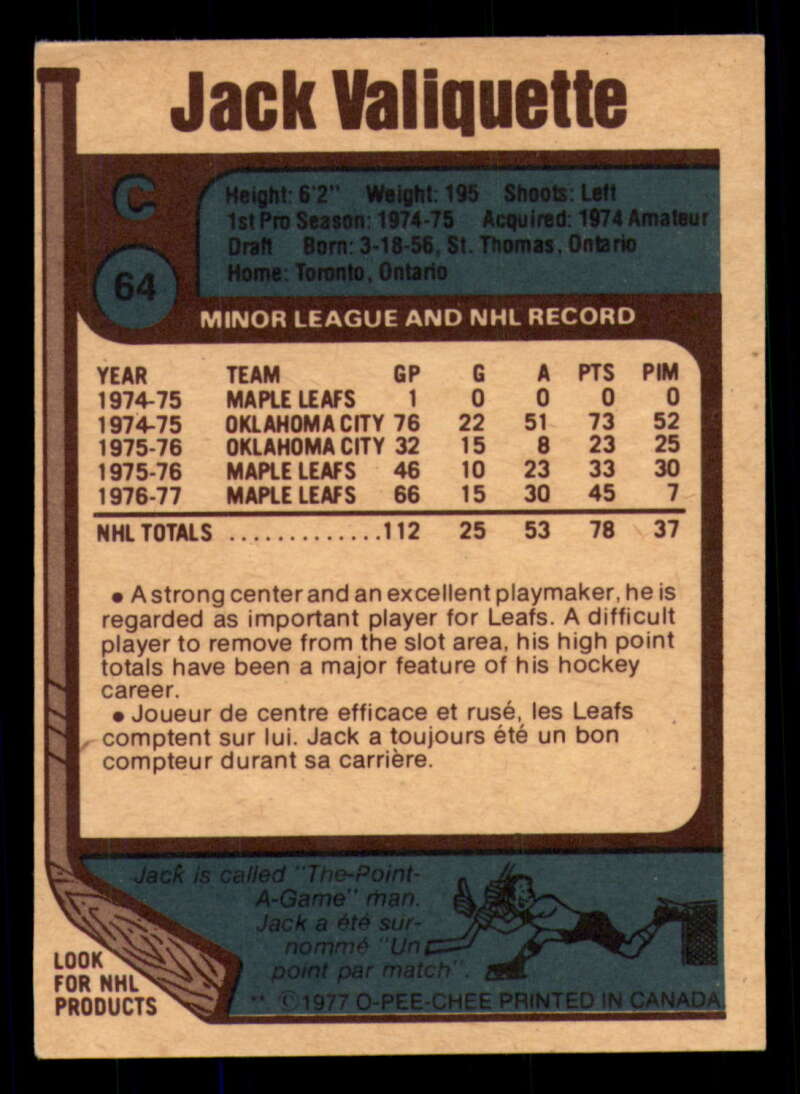 Jack Valiquette
C
Height: 6'2" Weight: 195 Shoots: Left
1st Pro Season: 1974-75 Acquired: 1974 Amateur
Draft Born: 3-18-56, St. Thomas, Ontario
Home: Toronto, Ontario
64
MINOR LEAGUE AND NHL RECORD
YEAR TEAM GP G A PTS PIM
1974-75 MAPLE LEAFS 1 0 0 0 0
1974-75 OKLAHOMA CITY 76 22 51 73 52
1975-76 OKLAHOMA CITY 32 15 8 23 25
1975-76 MAPLE LEAFS 46 10 23 33 30
1976-77 MAPLE LEAFS 66 15 30 45 7
NHL TOTALS .............112 25 53 78 37
• A strong center and an excellent playmaker, he is
regarded as important player for Leafs. A difficult
player to remove from the slot area, his high point
totals have been a major feature of his hockey
career.
• Joueur de centre efficace et rusé, les Leafs
comptent sur lui. Jack a toujours été un bon
compteur durant sa carrière.
Jack is called "The-Point-
A-Game" man.
Jack a été sur-
nommé "Un
point par match".
LOOK
FOR NHL
PRODUCTS
** ©1977 O-PEE-CHEE PRINTED IN CANADA